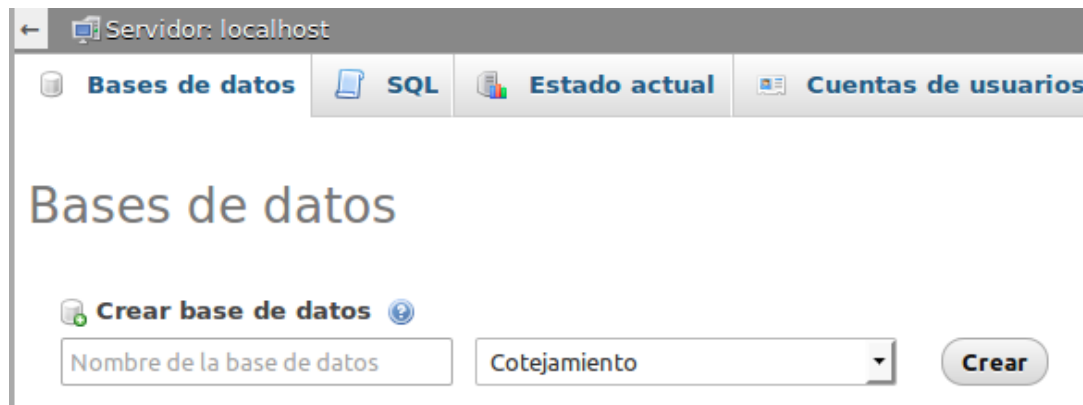 Servidor: localhost
Bases de datos SQL Estado actual Cuentas de usuarios
Bases de datos
Crear base de datos
Nombre de la base de datos Cotejamiento Crear